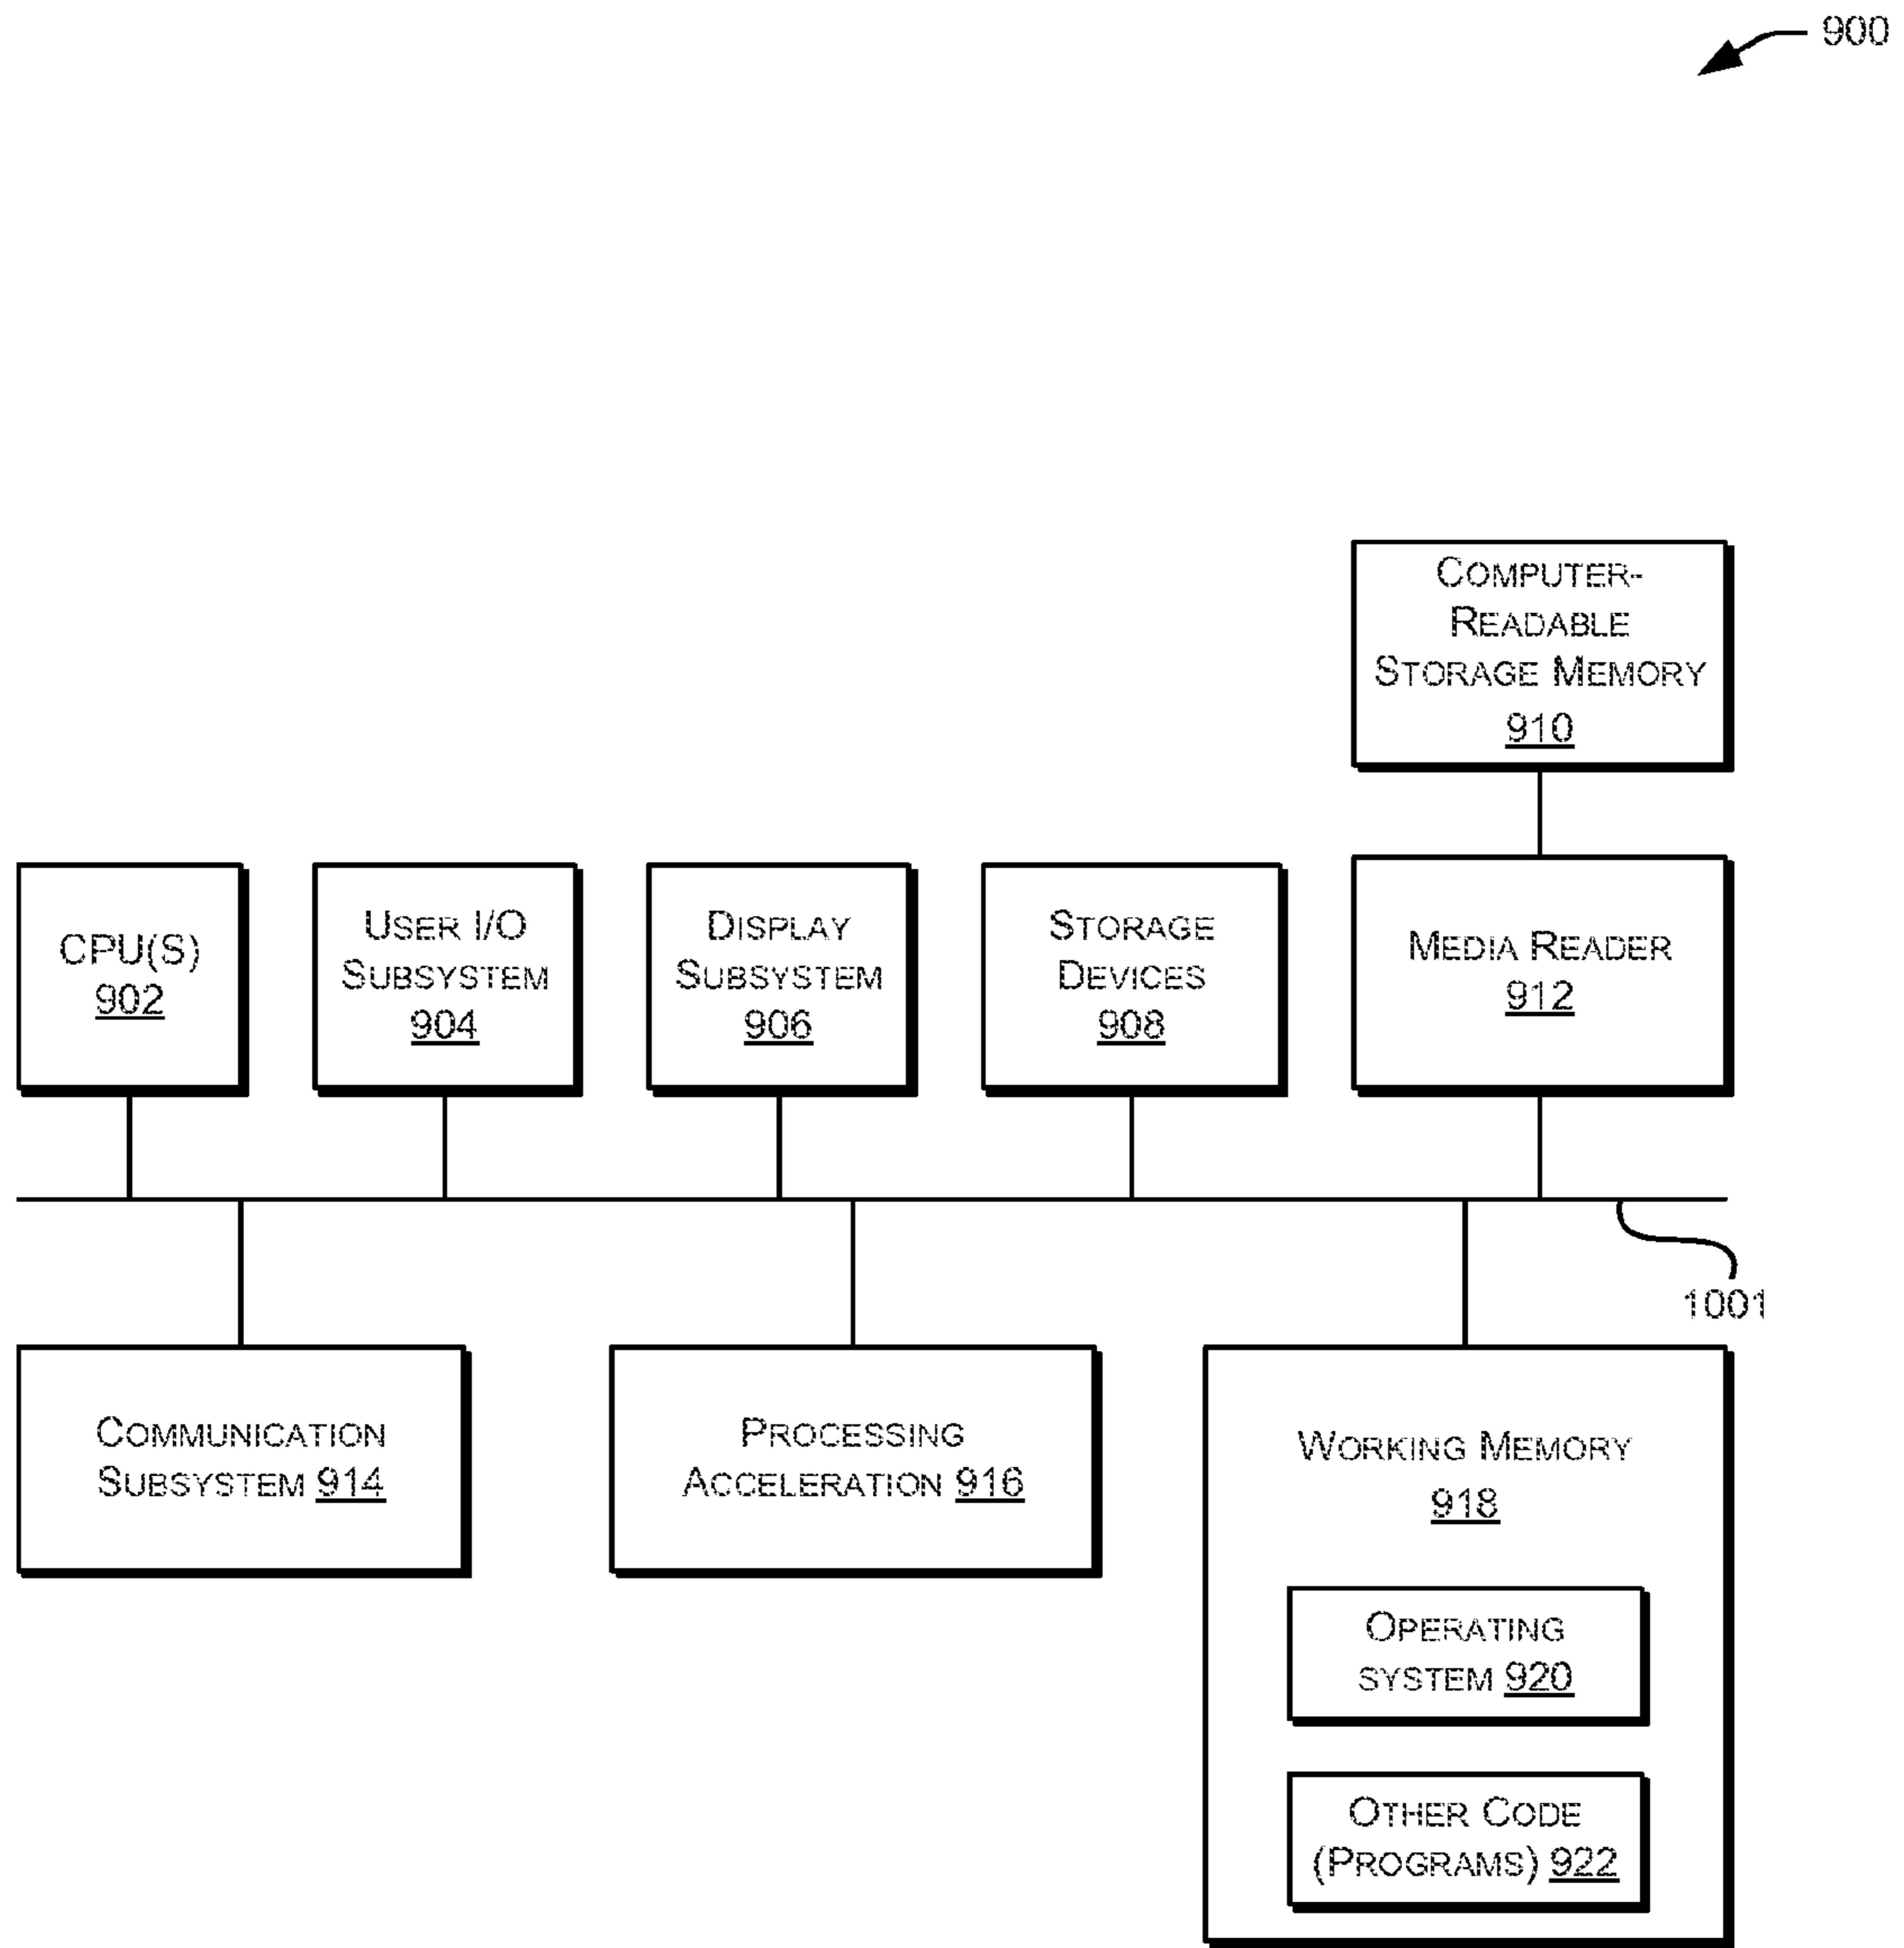 900
COMPUTER-
READABLE
STORAGE MEMORY
910
CPU(S)
902
USER I/O
SUBSYSTEM
904
DISPLAY
SUBSYSTEM
906
STORAGE
DEVICES
908
MEDIA READER
912
1001
COMMUNICATION
SUBSYSTEM 914
PROCESSING
ACCELERATION 916
WORKING MEMORY
918
OPERATING
SYSTEM 920
OTHER CODE
(PROGRAMS) 922